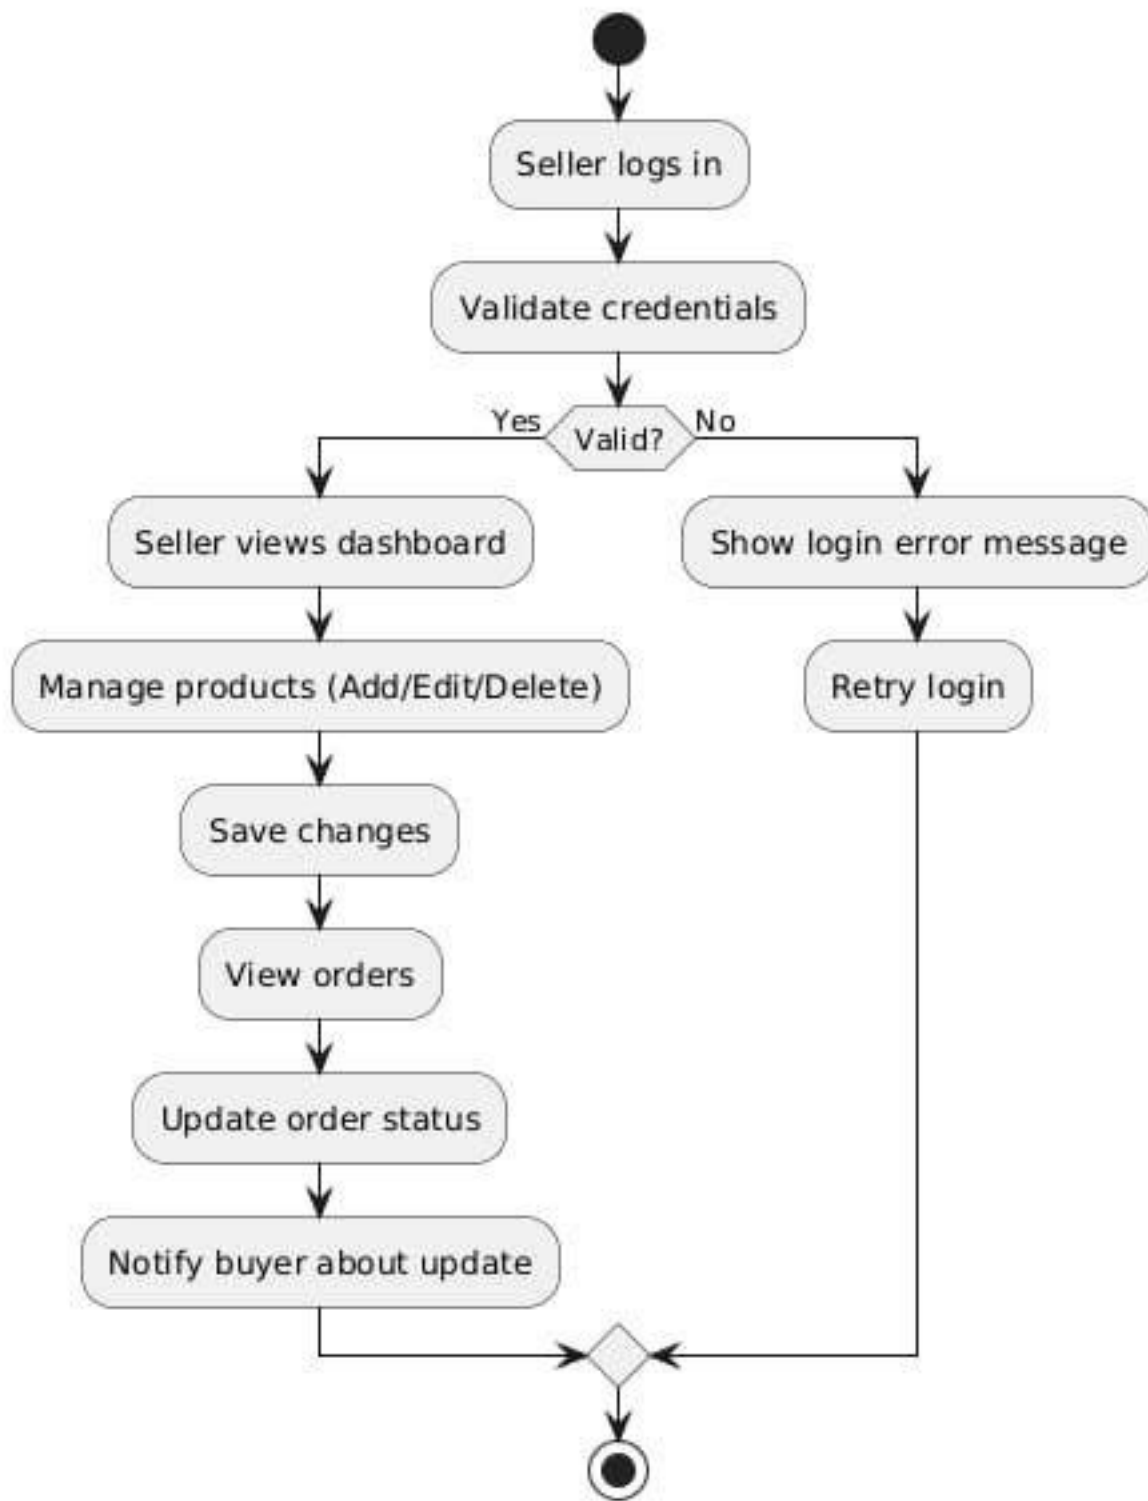 Seller logs in
Validate credentials
Yes
Valid?
No
Seller views dashboard
Show login error message
Manage products (Add/Edit/Delete)
Retry login
Save changes
View orders
Update order status
Notify buyer about update